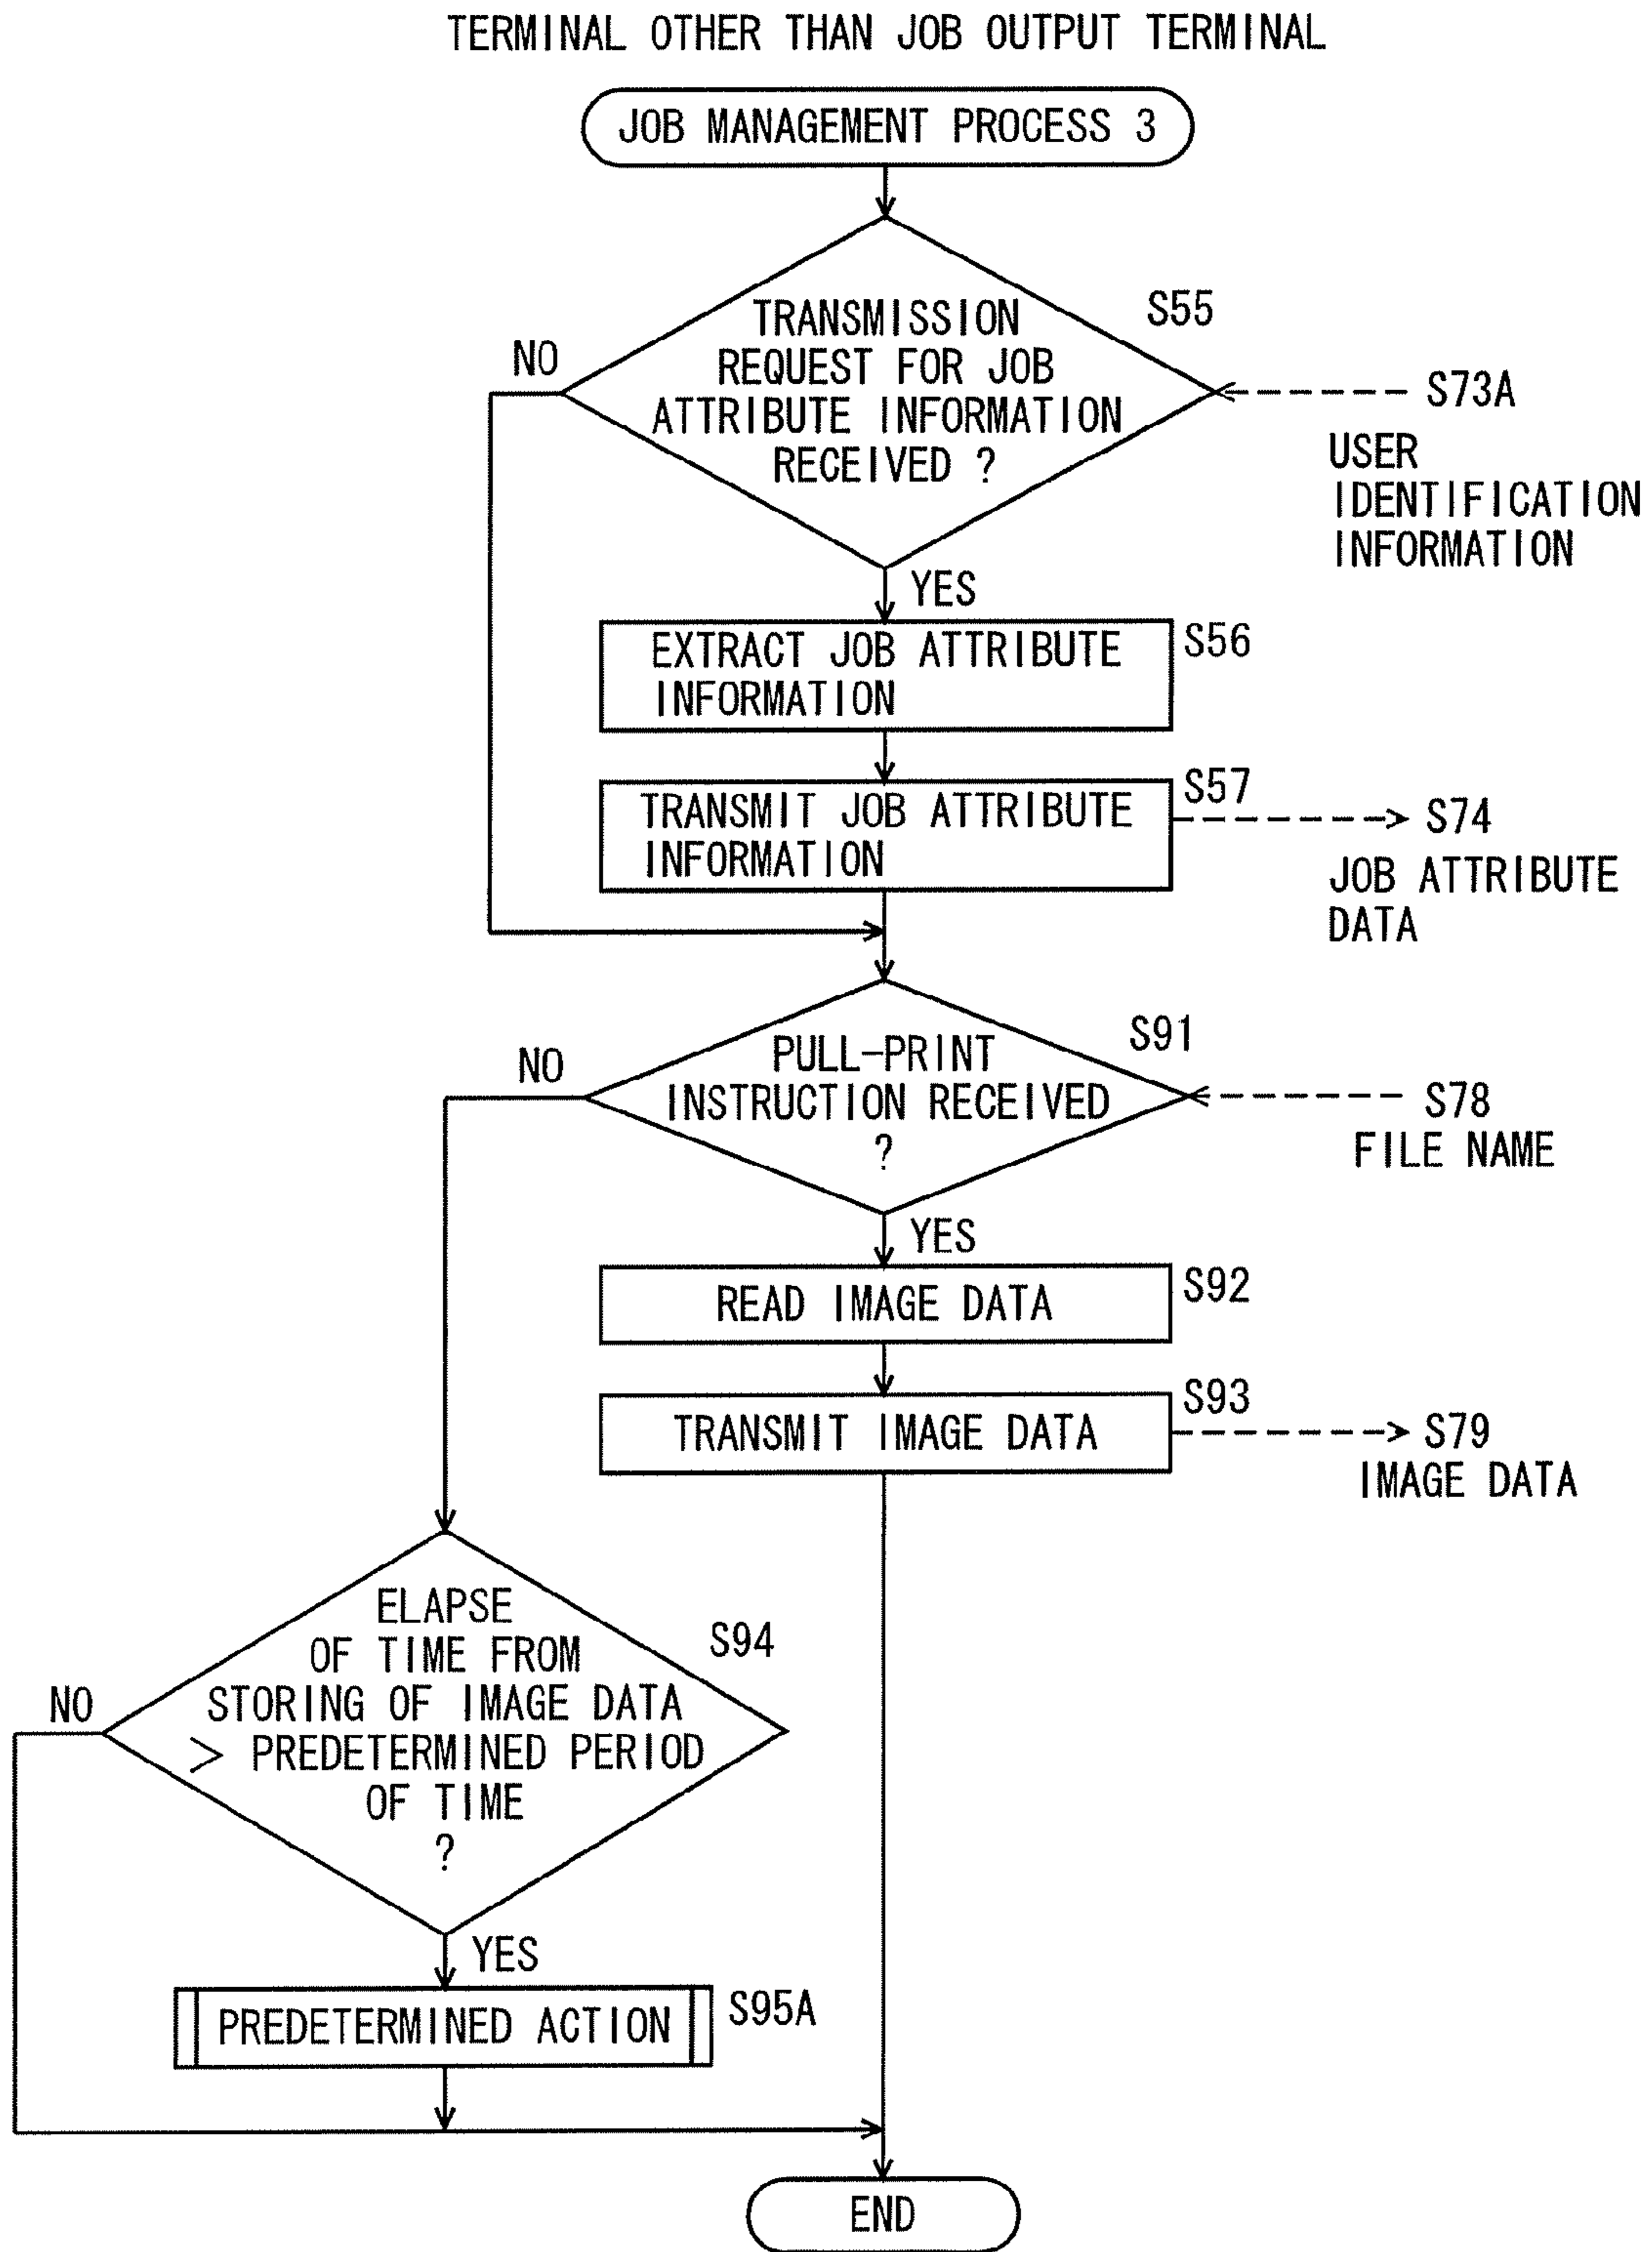 TERMINAL OTHER THAN JOB OUTPUT TERMINAL
JOB MANAGEMENT PROCESS 3
S55
TRANSMISSION
REQUEST FOR JOB
ATTRIBUTE INFORMATION
RECEIVED ?
NO
S73A
USER
IDENTIFICATION
INFORMATION
YES
EXTRACT JOB ATTRIBUTE
INFORMATION
S56
TRANSMIT JOB ATTRIBUTE
INFORMATION
S57
S74
JOB ATTRIBUTE
DATA
S91
PULL-PRINT
INSTRUCTION RECEIVED
?
NO
S78
FILE NAME
YES
READ IMAGE DATA
S92
TRANSMIT IMAGE DATA
S93
S79
IMAGE DATA
ELAPSE
OF TIME FROM
STORING OF IMAGE DATA
> PREDETERMINED PERIOD
OF TIME
?
S94
NO
YES
PREDETERMINED ACTION
S95A
END